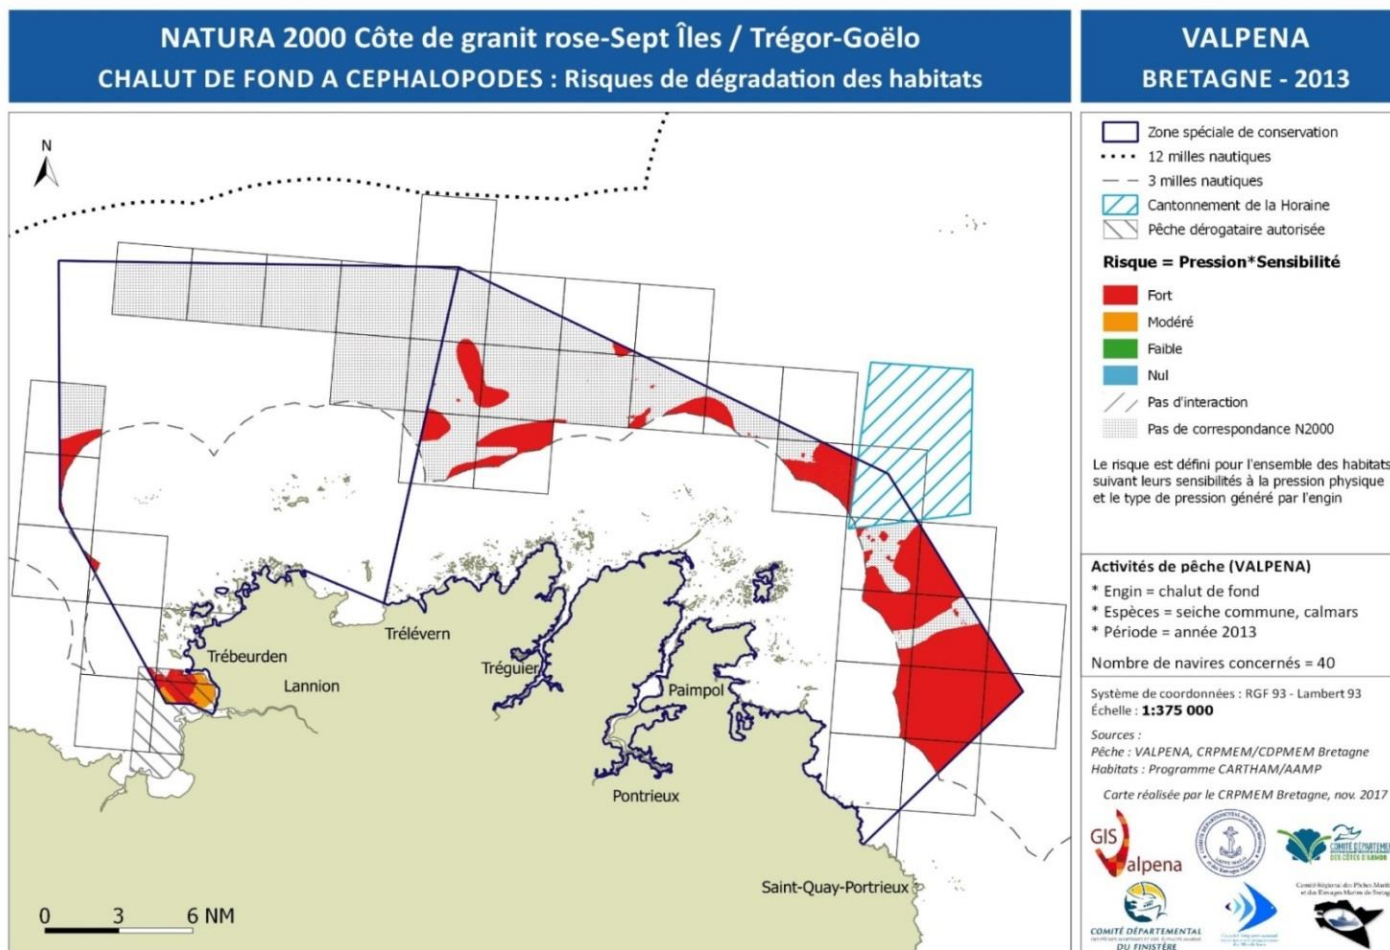 NATURA 2000 Côte de granit rose-Sept Îles / Trégor-Goëlo
CHALUT DE FOND A CEPHALOPODES : Risques de dégradation des habitats
VALPENA
BRETAGNE - 2013
N
Zone spéciale de conservation
12 milles nautiques
3 milles nautiques
Cantonnement de la Horaine
Pêche dérogataire autorisée
Risque = Pression*Sensibilité
Fort
Modéré
Faible
Nul
Pas d'interaction
Pas de correspondance N2000
Le risque est défini pour l'ensemble des habitats
suivant leurs sensibilités à la pression physique
et le type de pression généré par l'engin
Activités de pêche (VALPENA)
* Engin = chalut de fond
* Espèces = seiche commune, calmars
* Période = année 2013
Nombre de navires concernés = 40
Système de coordonnées : RGF 93 - Lambert 93
Échelle : 1:375 000
Sources :
Pêche : VALPENA, CRPMEM/CDPMEM Bretagne
Habitats : Programme CARTHAM/AAMP
Carte réalisée par le CRPMEM Bretagne, nov. 2017
GIS
Valpena
COMITÉ DÉPARTEMENTAL
DU FINISTÈRE
Trélévern
Trébeurden
Lannion
Tréguier
Paimpol
Pontrieux
Saint-Quay-Portrieux
0 3 6 NM